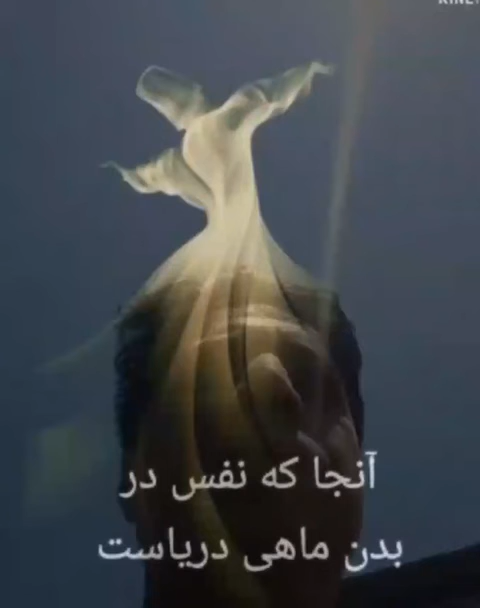 آنجا که نفس در
بدن ماهی دریاست